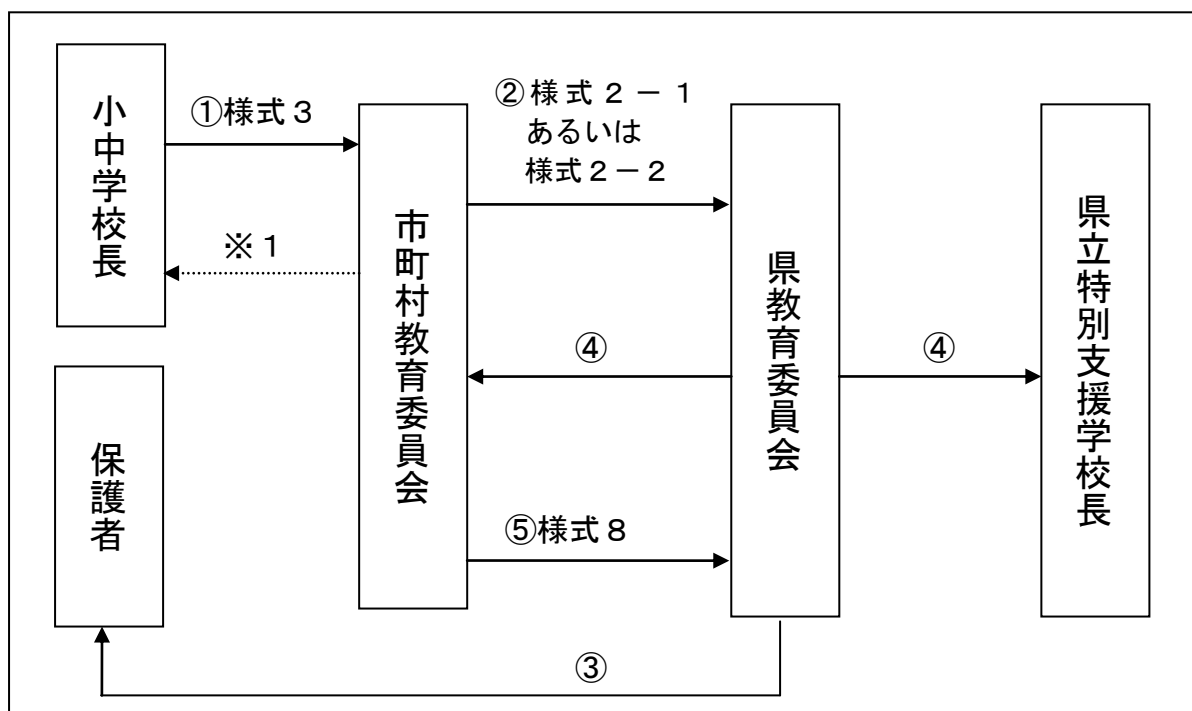 小中学校長
①様式3
※1
保護者
市町村教育委員会
②様式2-1
あるいは
様式2-2
④
⑤様式8
③
県教育委員会
④
県立特別支援学校長